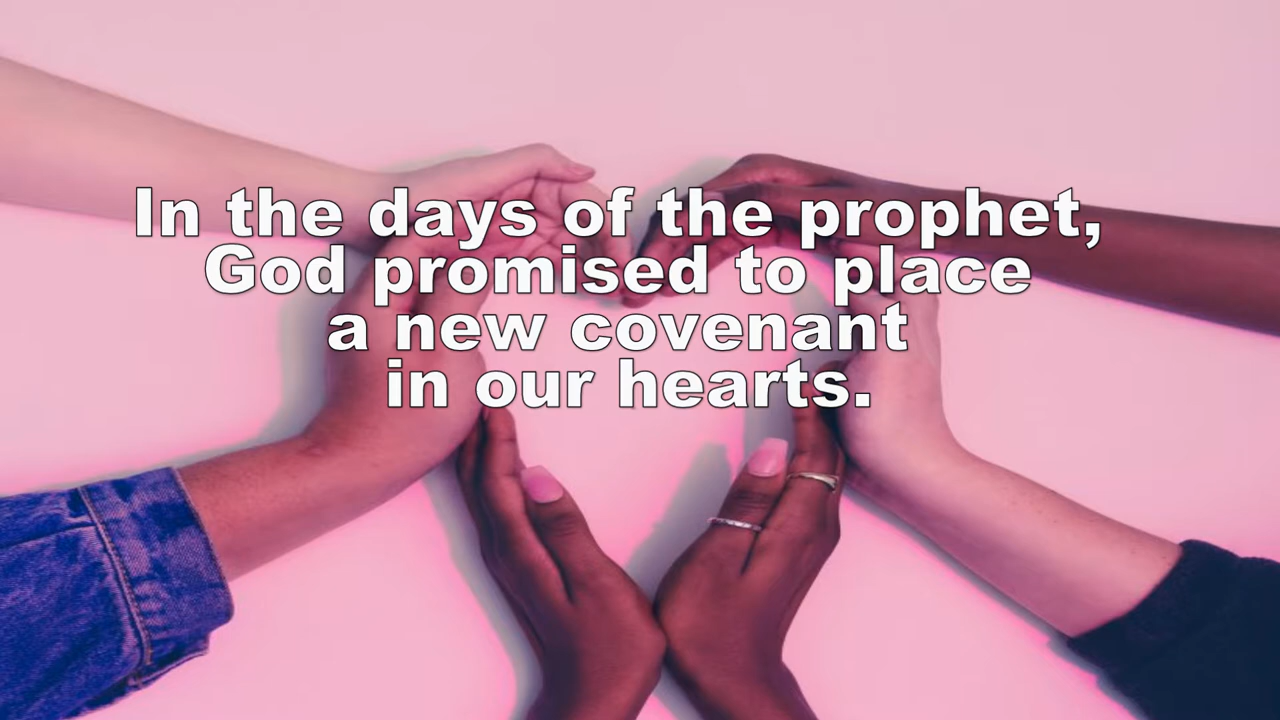 In the days of the prophet,
God promised to place
a new covenant
in our hearts.